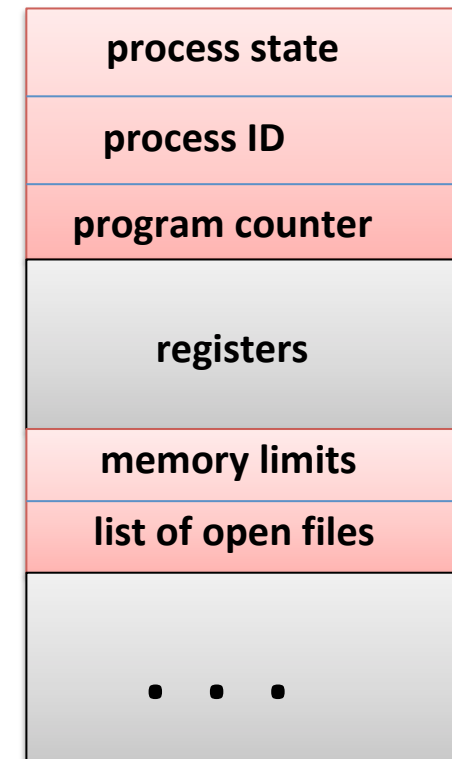 process state
process ID
program counter
registers
memory limits
list of open files
. . .